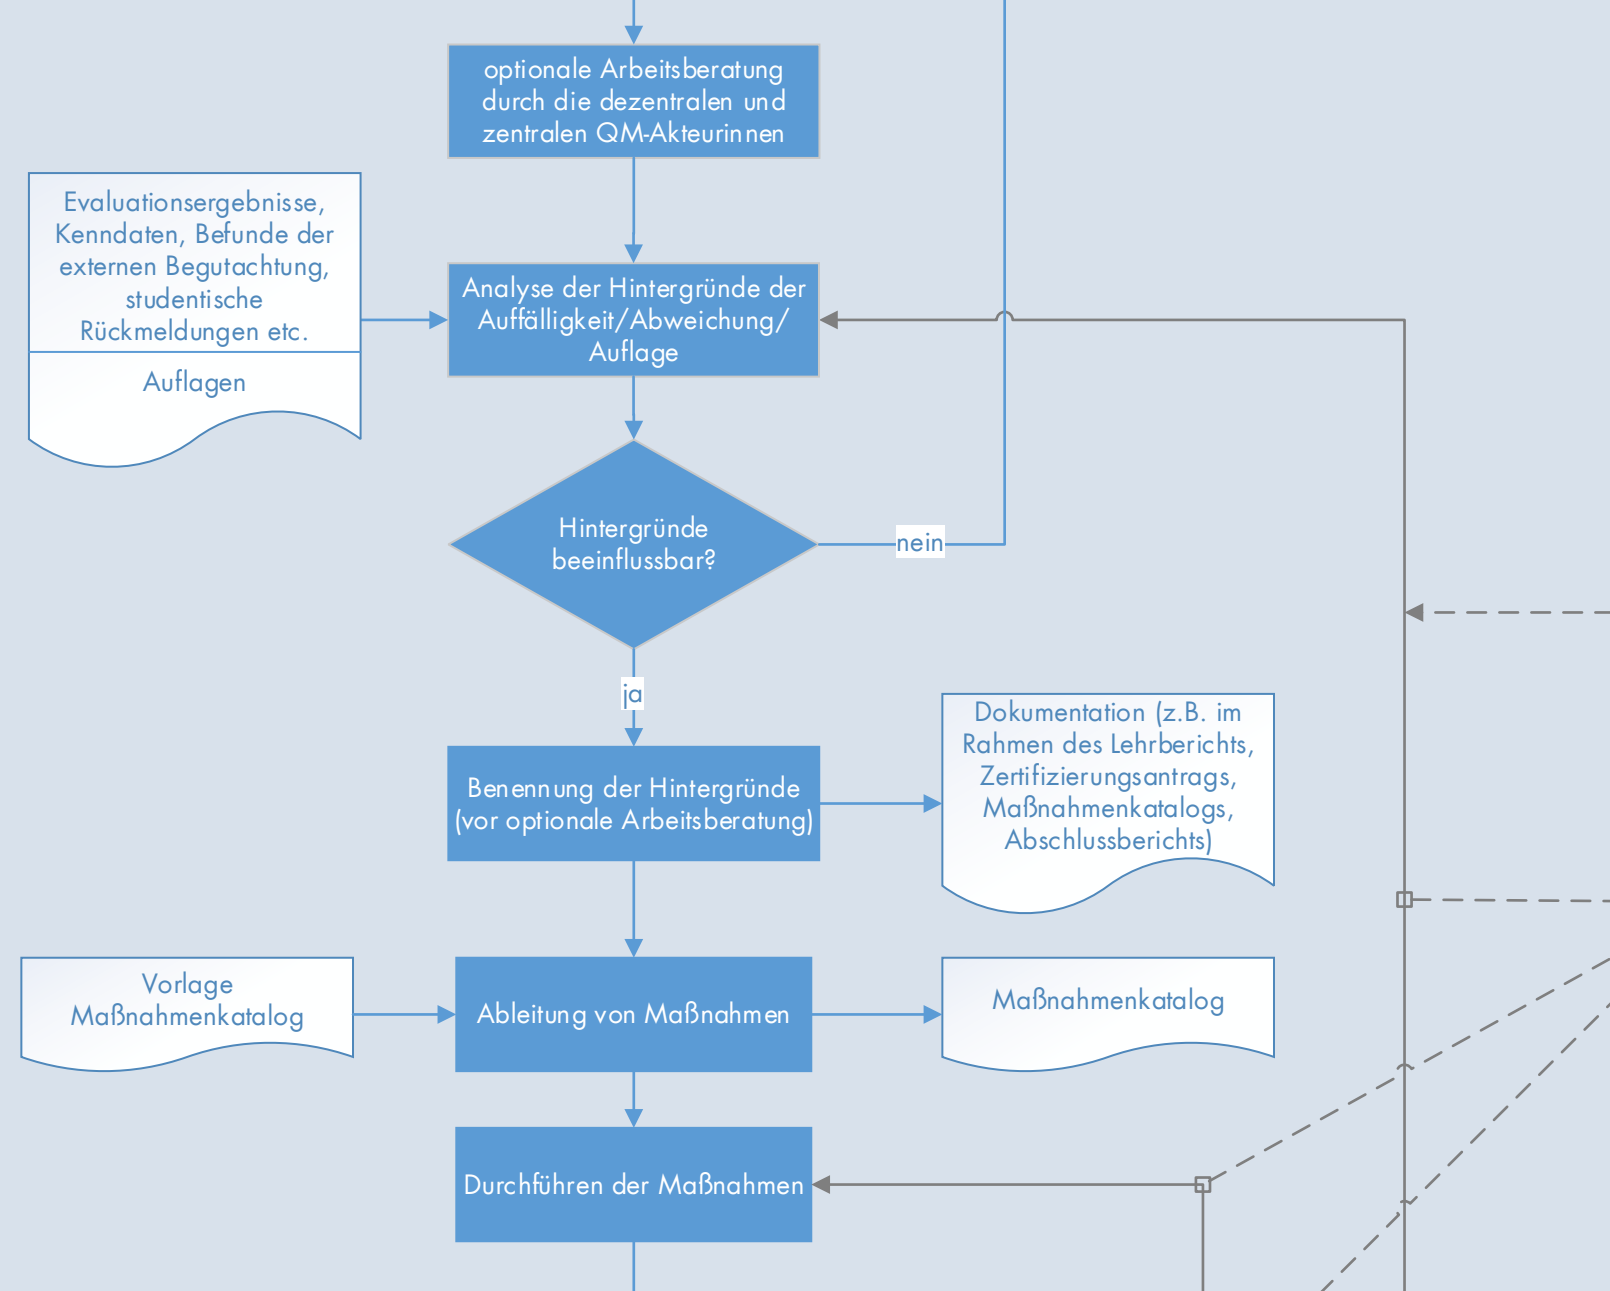 optionale Arbeitsberatung
durch die dezentralen und
zentralen QM-Akteurinnen
Evaluationsergebnisse,
Kenndaten, Befunde der
externen Begutachtung,
studentische
Rückmeldungen etc.
Auflagen
Analyse der Hintergründe der
Auffälligkeit/Abweichung/
Auflage
Hintergründe
beeinflussbar?
nein
ja
Benennung der Hintergründe
(vor optionale Arbeitsberatung)
Dokumentation (z.B. im
Rahmen des Lehrberichts,
Zertifizierungsantrags,
Maßnahmenkatalogs,
Abschlussberichts)
Vorlage
Maßnahmenkatalog
Ableitung von Maßnahmen
Maßnahmenkatalog
Durchführen der Maßnahmen